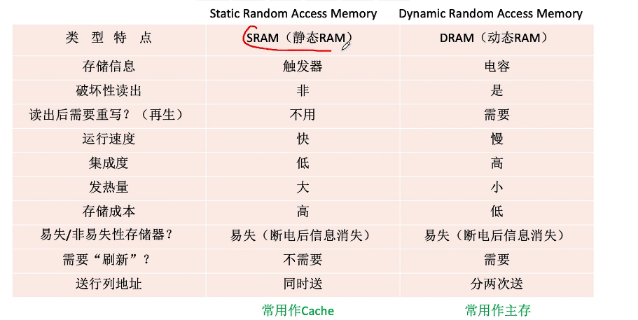 Static Random Access Memory Dynamic Random Access Memory
类 型 特 点 SRAM（静态RAM） DRAM（动态RAM）
存储信息 触发器 电容
破坏性读出 非 是
读出后需要重写？（再生） 不用 需要
运行速度 快 慢
集成度 低 高
发热量 大 小
存储成本 高 低
易失/非易失性存储器？ 易失（断电后信息消失） 易失（断电后信息消失）
需要“刷新”？ 不需要 需要
送行列地址 同时送 分两次送
常用作Cache 常用作主存